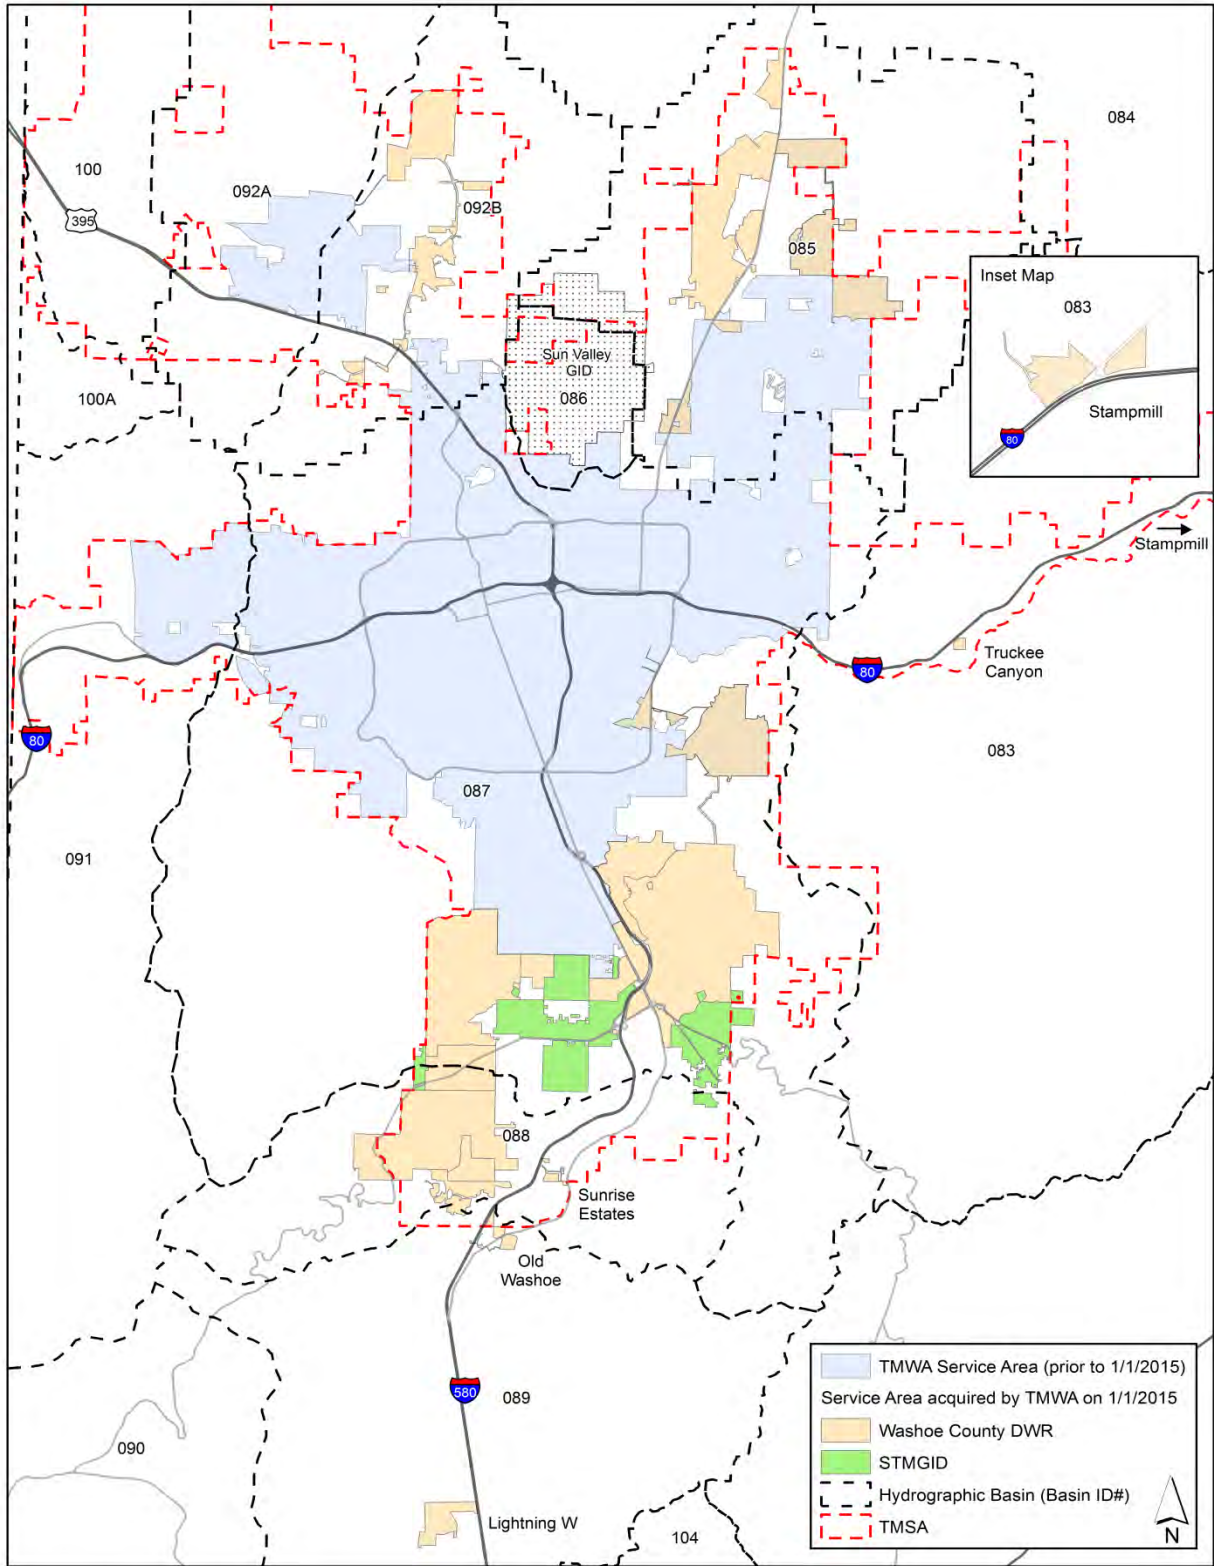 084
100
092A
092B
395
085
Inset Map
083
Stampmill
80
Sun Valley
GID
086
100A
Stampmill
Truckee
Canyon
80
80
083
087
091
088
Sunrise
Estates
Old
Washoe
580
089
090
Lightning W
104
TMWA Service Area (prior to 1/1/2015)
Service Area acquired by TMWA on 1/1/2015
Washoe County DWR
STMGID
Hydrographic Basin (Basin ID#)
TMSA
N